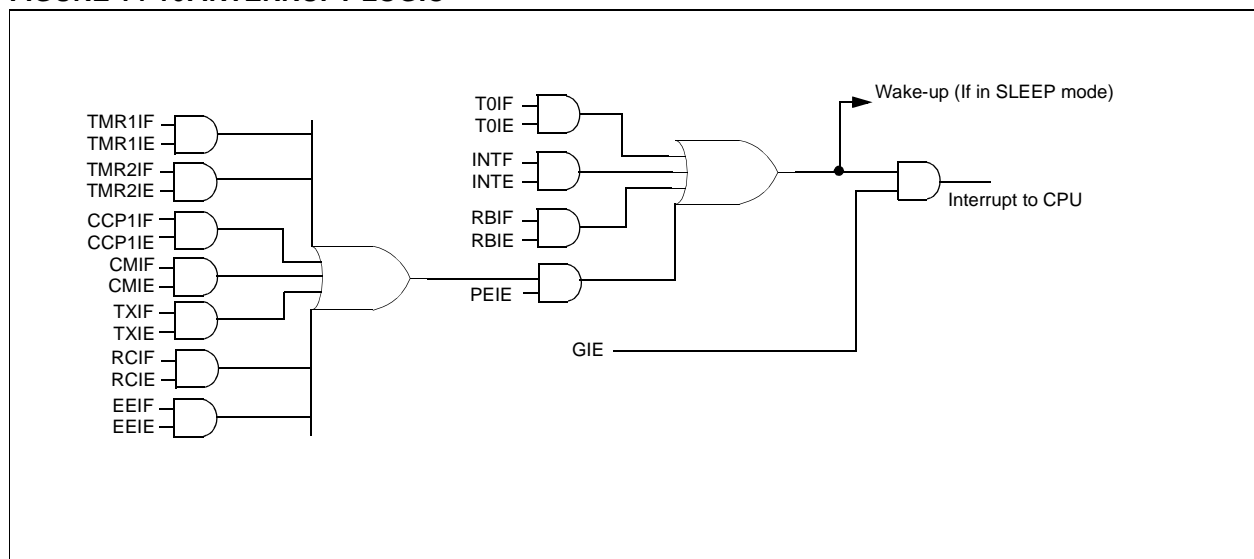 TMR1IF
TMR1IE
TMR2IF
TMR2IE
CCP1IF
CCP1IE
CMIF
CMIE
TXIF
TXIE
RCIF
RCIE
EEIF
EEIE
T0IF
T0IE
INTF
INTE
RBIF
RBIE
PEIE
GIE
Wake-up (If in SLEEP mode)
Interrupt to CPU